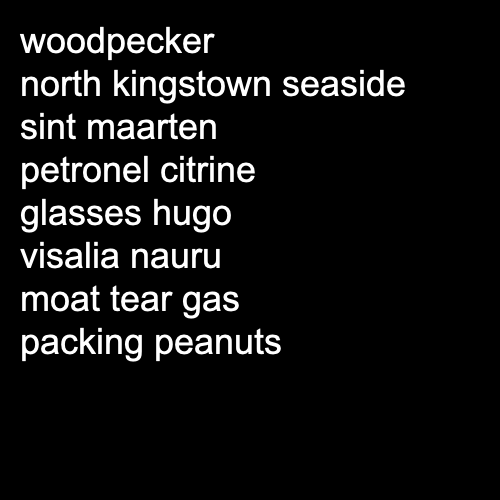 woodpecker
north kingstown seaside
sint maarten
petronel citrine
glasses hugo
visalia nauru
moat tear gas
packing peanuts